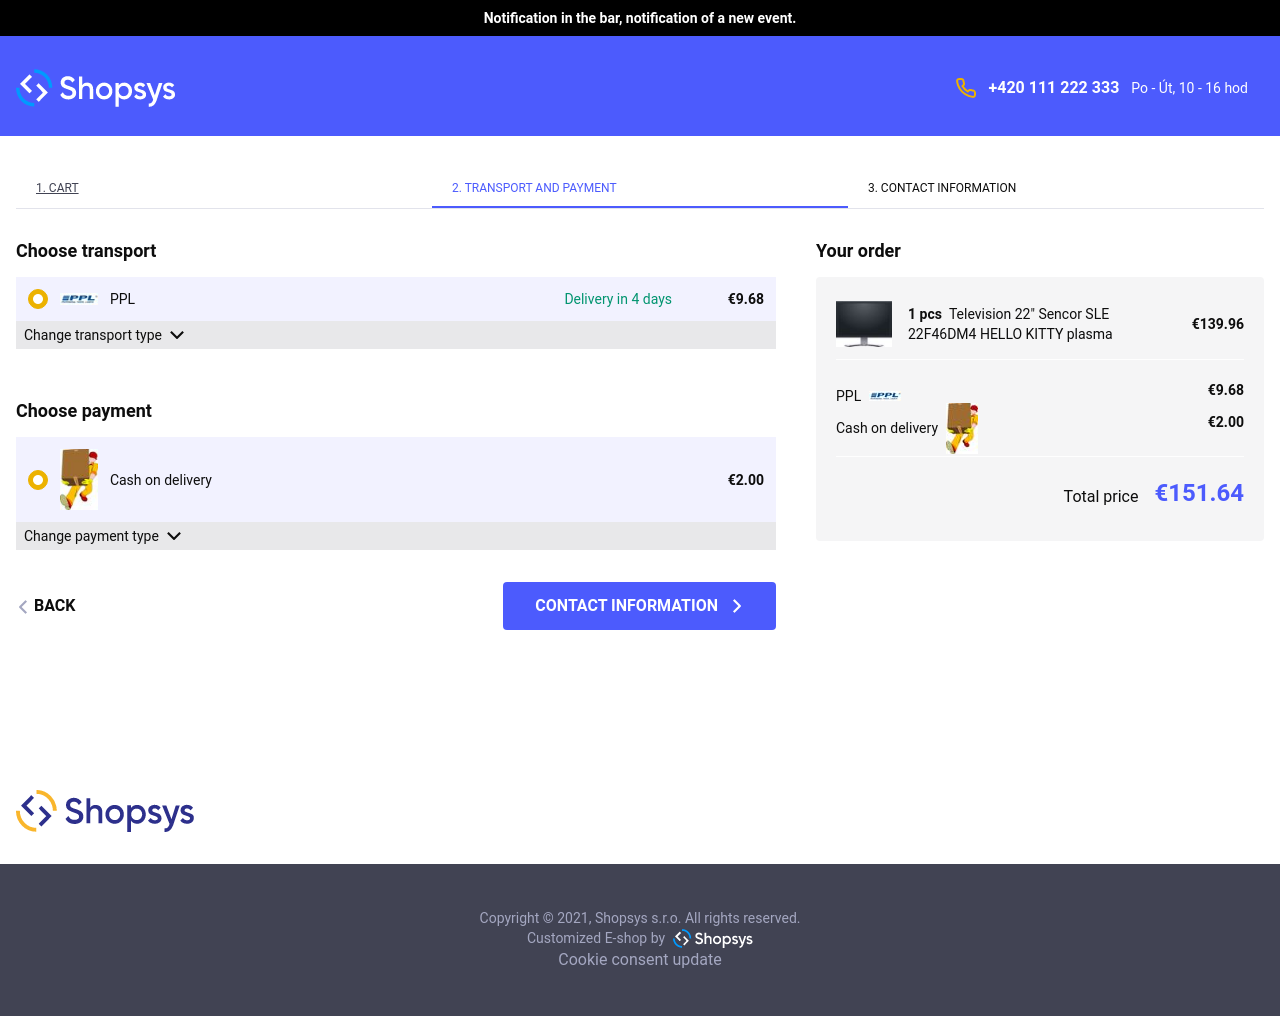 Notification in the bar, notification of a new event.
Shopsys
+420 111 222 333 Po - Út, 10 - 16 hod
1. CART
2. TRANSPORT AND PAYMENT
3. CONTACT INFORMATION
Choose transport
PPL PPL Delivery in 4 days €9.68
Change transport type
Choose payment
Cash on delivery €2.00
Change payment type
BACK
CONTACT INFORMATION
Your order
1 pcs Television 22" Sencor SLE
22F46DM4 HELLO KITTY plasma
€139.96
PPL PPL €9.68
Cash on delivery €2.00
Total price €151.64
Shopsys
Copyright © 2021, Shopsys s.r.o. All rights reserved.
Customized E-shop by Shopsys
Cookie consent update